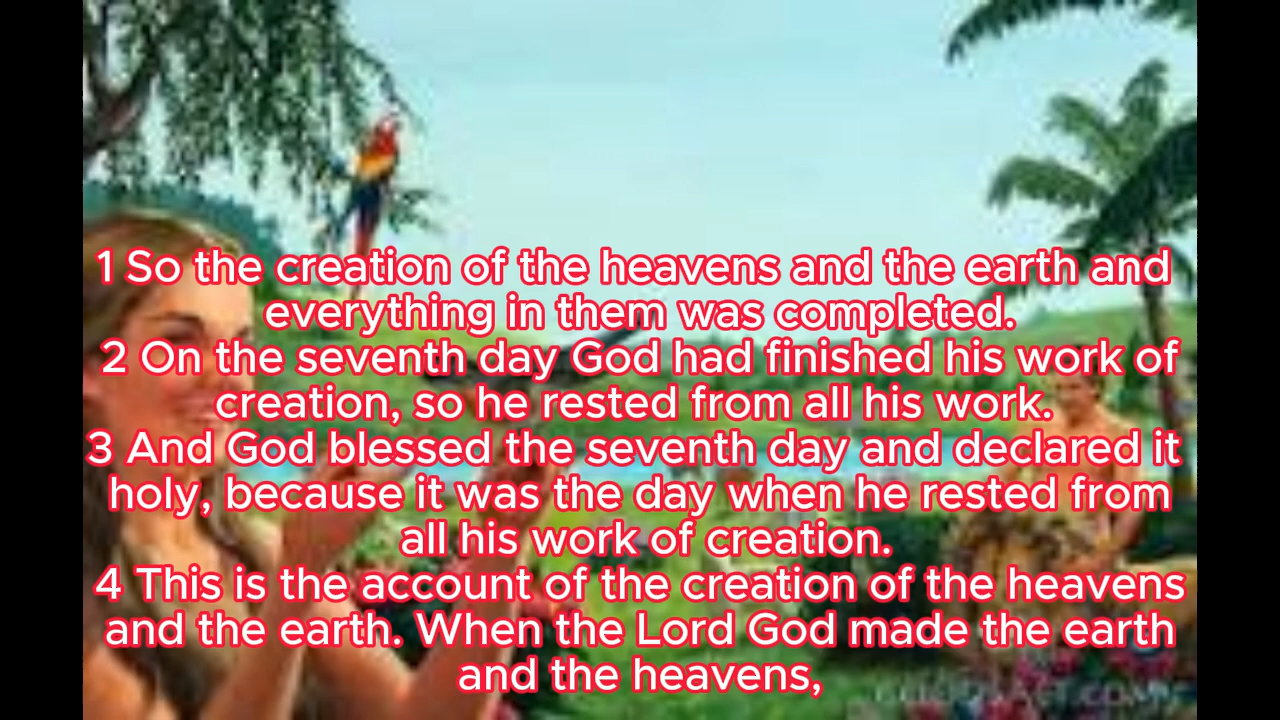 1 So the creation of the heavens and the earth and
everything in them was completed.
2 On the seventh day God had finished his work of
creation, so he rested from all his work.
3 And God blessed the seventh day and declared it
holy, because it was the day when he rested from
all his work of creation.
4 This is the account of the creation of the heavens
and the earth. When the Lord God made the earth
and the heavens,